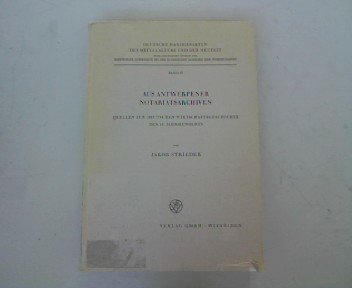 DEUTSCHE HANDELSAKTEN
DES MITTELALTERS UND DER NEUZEIT
AUS ANTWERPENER
NOTARIATSARCHIVEN
QUELLEN ZUR DEUTSCHEN WIRTSCHAFTSGESCHICHTE
DES 16. JAHRHUNDERTS
von
JAKOB STRIEDER
VERLAG GMBH · WIESBADEN